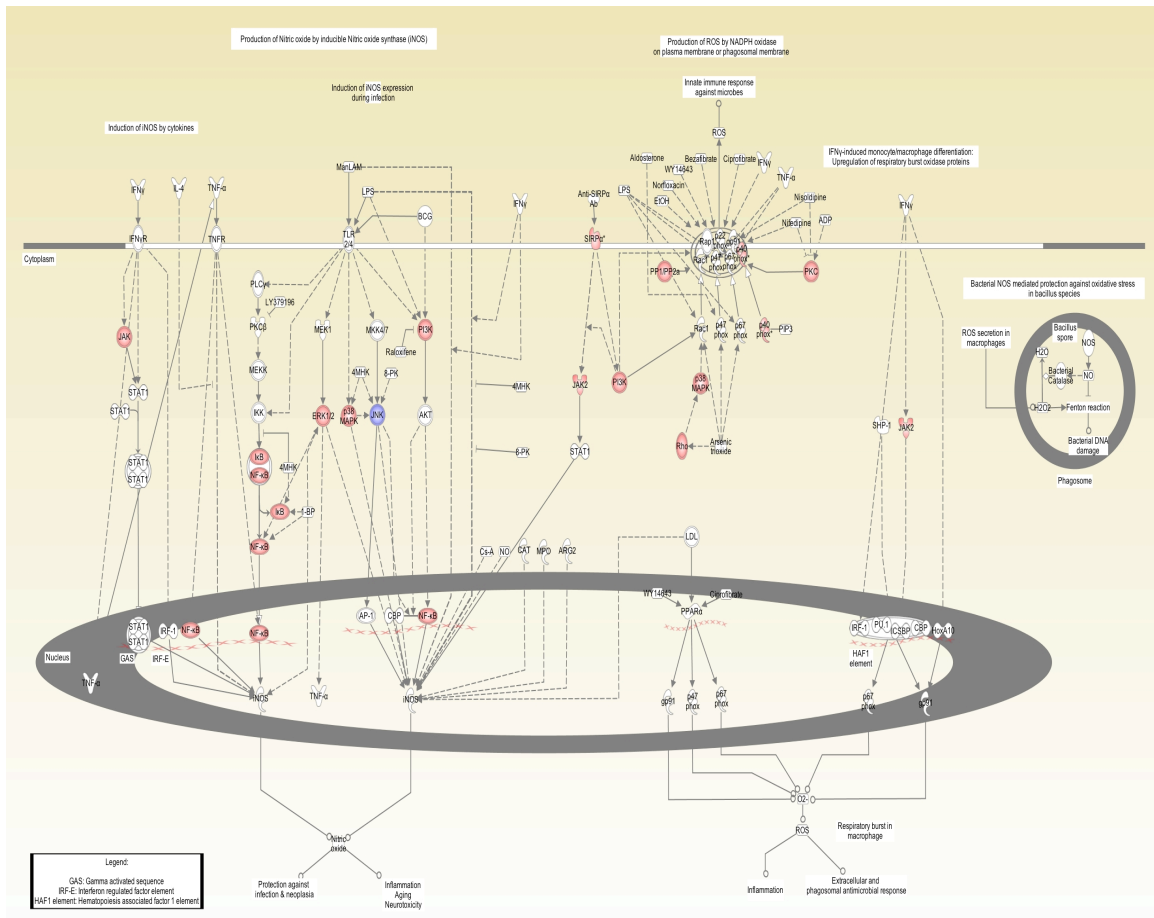 Production of Nitric oxide by inducible Nitric oxide synthase (iNOS)
Production of ROS by NADPH oxidase
on plasma membrane or phagosomal membrane
Induction of iNOS expression
during infection
Innate immune response
against microbes
Induction of iNOS by cytokines
ROS
IFNγ-induced monocyte/macrophage differentiation:
Upregulation of respiratory burst oxidase proteins
IFNγ
IL-4
TNF-α
ManLAM
LPS
BCG
IFNγ
Anti-SIRPα
Ab
LPS
Aldosterone
WY14643
Norfloxacin
EtOH
Bezafibrate
Ciprofibrate
IFNγ
TNF-α
Nisoldipine
Nifedipine
ADP
IFNγ
IFNγR
TNFR
TLR
2/4
SIRPα*
Rap1
p22
phox
gp91
Rac1
p47
phox
p67
phox
p40
phox*
Cytoplasm
PP1/PP2a
PKC
PLCγ
LY379196
PKCβ
MEK1
MKK4/7
PI3K
Raloxifene
JAK
MEKK
4MHK
8-PK
STAT1
STAT1
IKK
ERK1/2
p38
MAPK
JNK
AKT
4MHK
8-PK
JAK2
STAT1
PI3K
Rac1
p47
phox
p67
phox
p40
phox*
PIP3
p38
MAPK
Rho
Arsenic
trioxide
SHP-1
JAK2
Bacterial NOS mediated protection against oxidative stress
in bacillus species
ROS secretion in
macrophages
Bacillus
spore
NOS
H2O
Bacterial
Catalase
NO
H2O2
Fenton reaction
Bacterial DNA
damage
Phagosome
STAT1
STAT1
IκB
NF-κB
4MHK
IκB
1-BP
NF-κB
Cs-A
NO
CAT
MPO
ARG2
LDL
WY14643
Ciprofibrate
PPARα
STAT1
STAT1
GAS
IRF-1
IRF-E
NF-κB
NF-κB
AP-1
CBP
NF-κB
IRF-1
PU.1
ICSBP
CBP
HoxA10
HAF1
element
Nucleus
TNF-α
iNOS
TNF-α
iNOS
gp91
p47
phox
p67
phox
p67
phox
gp91
O2-
ROS
Respiratory burst in
macrophage
Nitric
oxide
Protection against
infection & neoplasia
Inflammation
Aging
Neurotoxicity
Inflammation
Extracellular and
phagosomal antimicrobial response
Legend:
GAS: Gamma activated sequence
IRF-E: Interferon regulated factor element
HAF1 element: Hematopoiesis associated factor 1 element